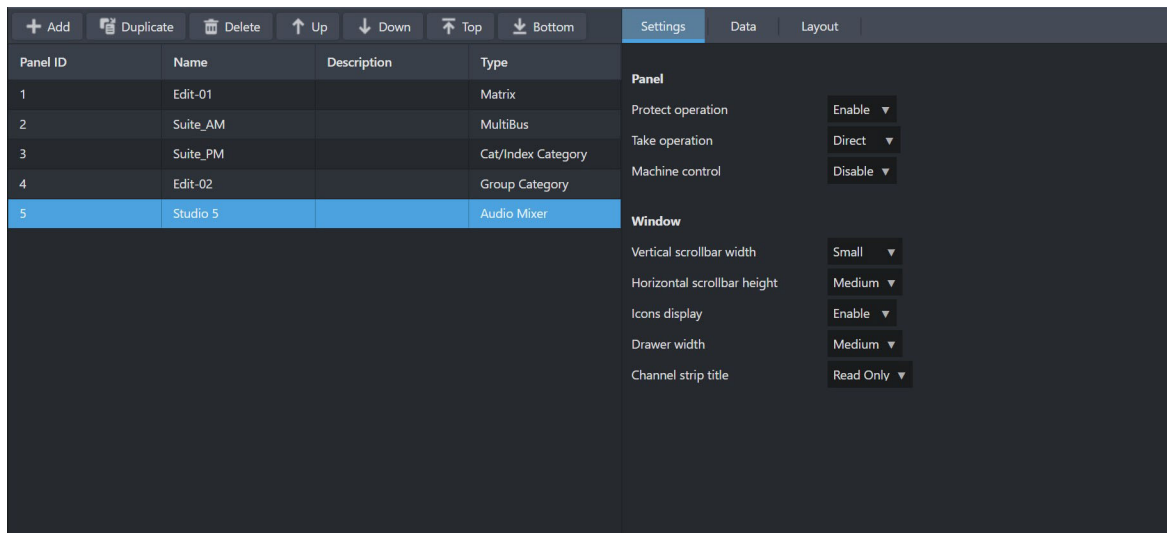 Add Duplicate Delete Up Down Top Bottom Settings Data Layout
Panel ID Name Description Type
1 Edit-01 Matrix
2 Suite_AM MultiBus
3 Suite_PM Cat/Index Category
4 Edit-02 Group Category
5 Studio 5 Audio Mixer
Panel
Protect operation Enable
Take operation Direct
Machine control Disable
Window
Vertical scrollbar width Small
Horizontal scrollbar height Medium
Icons display Enable
Drawer width Medium
Channel strip title Read Only